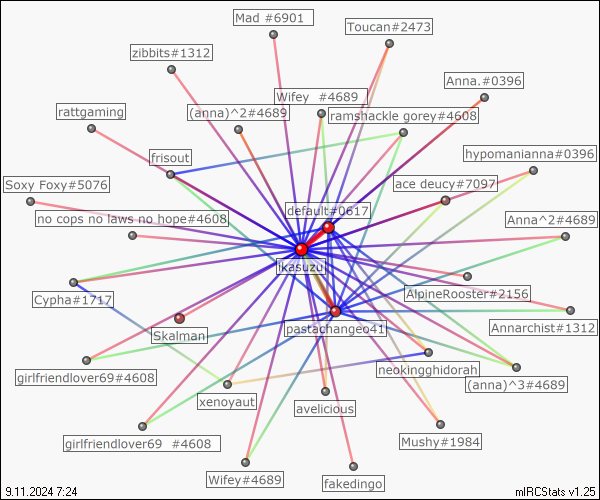 Mad #6901
Toucan#2473
zibbits#1312
Anna.#0396
Wifey  #4689
rattgaming
(anna)^2#4689
ramshackle gorey#4608
frisout
hypomanianna#0396
Soxy Foxy#5076
ace deucy#7097
default#0617
no cops no laws no hope#4608
Anna^2#4689
ikasuzu
Cypha#1717
AlpineRooster#2156
Skalman
pastachangeo41
Annarchist#1312
girlfriendlover69#4608
neokingghidorah
(anna)^3#4689
xenoyaut
avelicious
girlfriendlover69  #4608
Mushy#1984
Wifey#4689
fakedingo
9.11.2024 7:24
mIRCStats v1.25